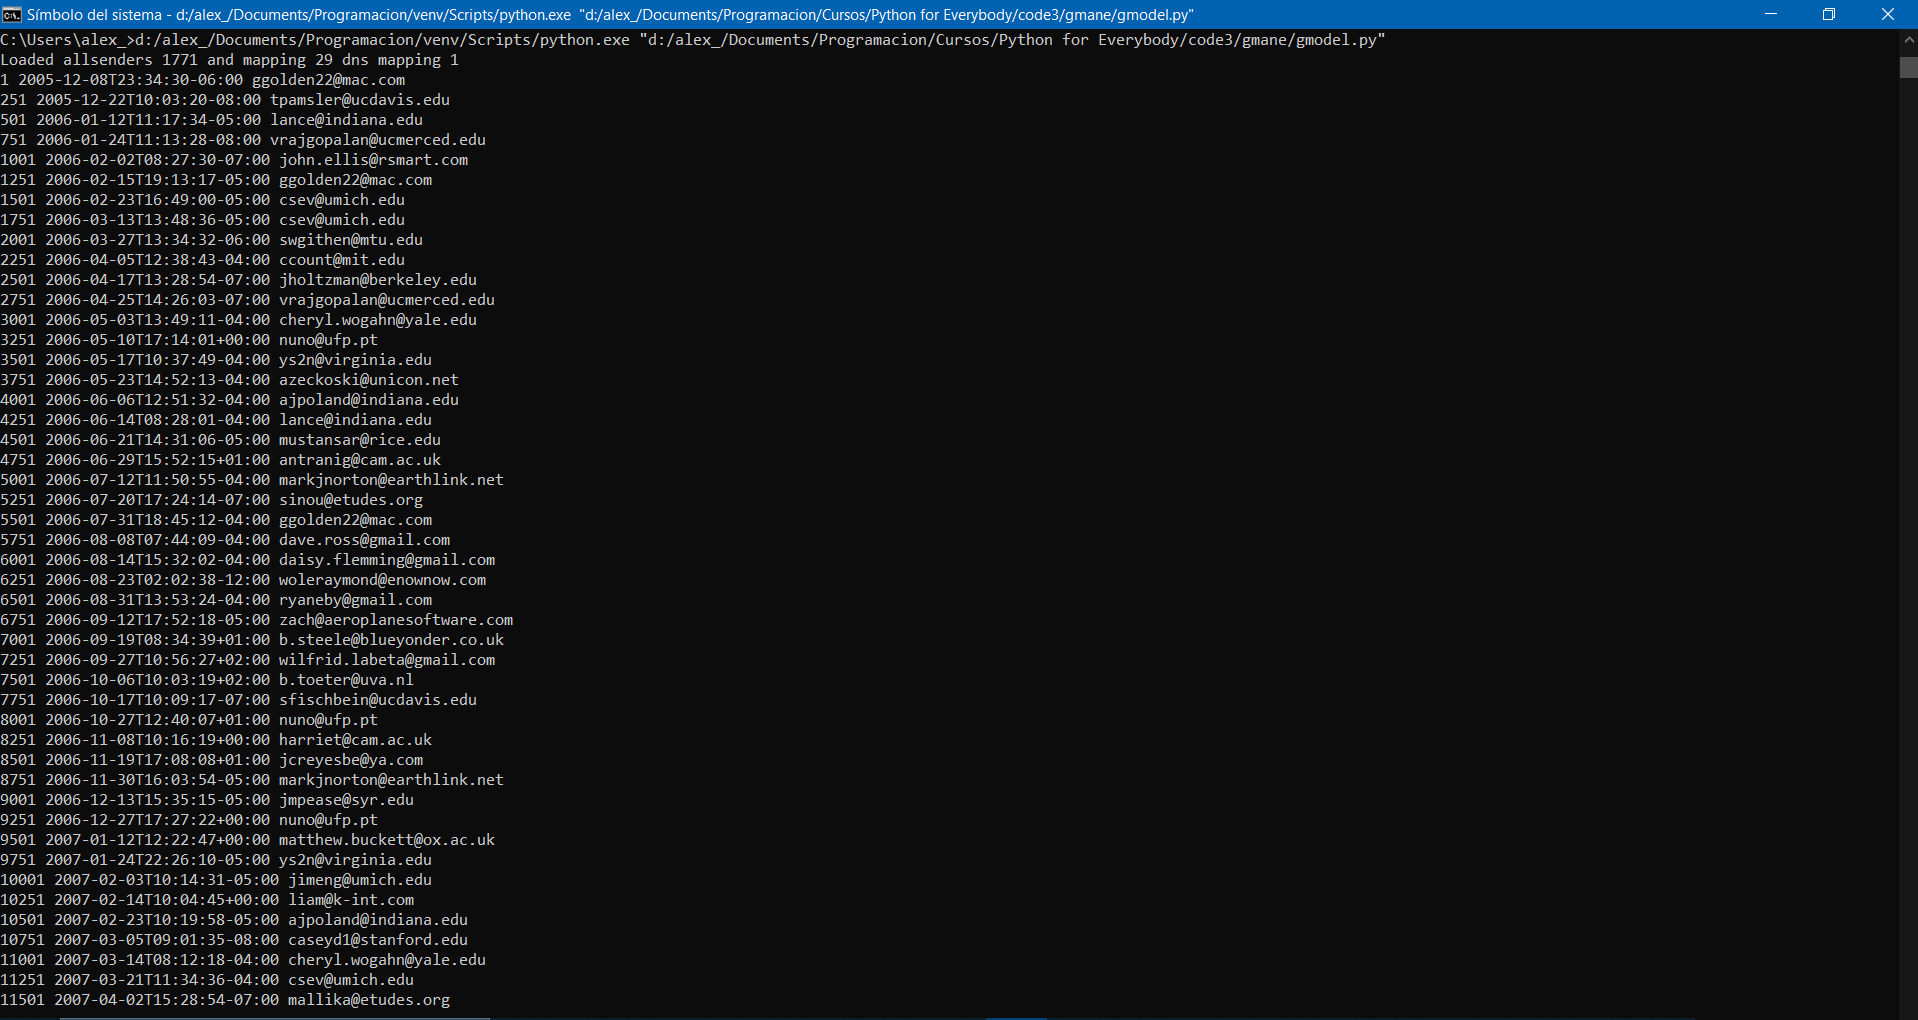 Símbolo del sistema - d:/alex_/Documents/Programacion/venv/Scripts/python.exe "d:/alex_/Documents/Programacion/Cursos/Python for Everybody/code3/gmane/gmodel.py"
C:\Users\alex_>d:/alex_/Documents/Programacion/venv/Scripts/python.exe "d:/alex_/Documents/Programacion/Cursos/Python for Everybody/code3/gmane/gmodel.py"
Loaded allsenders 1771 and mapping 29 dns mapping 1
1 2005-12-08T23:34:30-06:00 ggolden22@mac.com
251 2005-12-22T10:03:20-08:00 tpamsler@ucdavis.edu
501 2006-01-12T11:17:34-05:00 lance@indiana.edu
751 2006-01-24T11:13:28-08:00 vrajgopalan@ucmerced.edu
1001 2006-02-02T08:27:30-07:00 john.ellis@rsmart.com
1251 2006-02-15T19:13:17-05:00 ggolden22@mac.com
1501 2006-02-23T16:49:00-05:00 csev@umich.edu
1751 2006-03-13T13:48:36-05:00 csev@umich.edu
2001 2006-03-27T13:34:32-06:00 swgithen@mtu.edu
2251 2006-04-05T12:38:43-04:00 ccount@mit.edu
2501 2006-04-17T13:28:54-07:00 jholtzman@berkeley.edu
2751 2006-04-25T14:26:03-07:00 vrajgopalan@ucmerced.edu
3001 2006-05-03T13:49:11-04:00 cheryl.wogahn@yale.edu
3251 2006-05-10T17:14:01+00:00 nuno@ufp.pt
3501 2006-05-17T10:37:49-04:00 ys2n@virginia.edu
3751 2006-05-23T14:52:13-04:00 azeckoski@unicon.net
4001 2006-06-06T12:51:32-04:00 ajpoland@indiana.edu
4251 2006-06-14T08:28:01-04:00 lance@indiana.edu
4501 2006-06-21T14:31:06-05:00 mustansar@rice.edu
4751 2006-06-29T15:52:15+01:00 antranig@cam.ac.uk
5001 2006-07-12T11:50:55-04:00 markjnorton@earthlink.net
5251 2006-07-20T17:24:14-07:00 sinou@etudes.org
5501 2006-07-31T18:45:12-04:00 ggolden22@mac.com
5751 2006-08-08T07:44:09-04:00 dave.ross@gmail.com
6001 2006-08-14T15:32:02-04:00 daisy.flemming@gmail.com
6251 2006-08-23T02:02:38-12:00 woleraymond@enownow.com
6501 2006-08-31T13:53:24-04:00 ryaneby@gmail.com
6751 2006-09-12T17:52:18-05:00 zach@aeroplanesoftware.com
7001 2006-09-19T08:34:39+01:00 b.steele@blueyonder.co.uk
7251 2006-09-27T10:56:27+02:00 wilfrid.labeta@gmail.com
7501 2006-10-06T10:03:19+02:00 b.toeter@uva.nl
7751 2006-10-17T10:09:17-07:00 sfischbein@ucdavis.edu
8001 2006-10-27T12:40:07+01:00 nuno@ufp.pt
8251 2006-11-08T10:16:19+00:00 harriet@cam.ac.uk
8501 2006-11-19T17:08:08+01:00 jcreyesbe@ya.com
8751 2006-11-30T16:03:54-05:00 markjnorton@earthlink.net
9001 2006-12-13T15:35:15-05:00 jmpease@syr.edu
9251 2006-12-27T17:27:22+00:00 nuno@ufp.pt
9501 2007-01-12T12:22:47+00:00 matthew.buckett@ox.ac.uk
9751 2007-01-24T22:26:10-05:00 ys2n@virginia.edu
10001 2007-02-03T10:14:31-05:00 jimeng@umich.edu
10251 2007-02-14T10:04:45+00:00 liam@k-int.com
10501 2007-02-23T10:19:58-05:00 ajpoland@indiana.edu
10751 2007-03-05T09:01:35-08:00 caseyd1@stanford.edu
11001 2007-03-14T08:12:18-04:00 cheryl.wogahn@yale.edu
11251 2007-03-21T11:34:36-04:00 csev@umich.edu
11501 2007-04-02T15:28:54-07:00 mallika@etudes.org